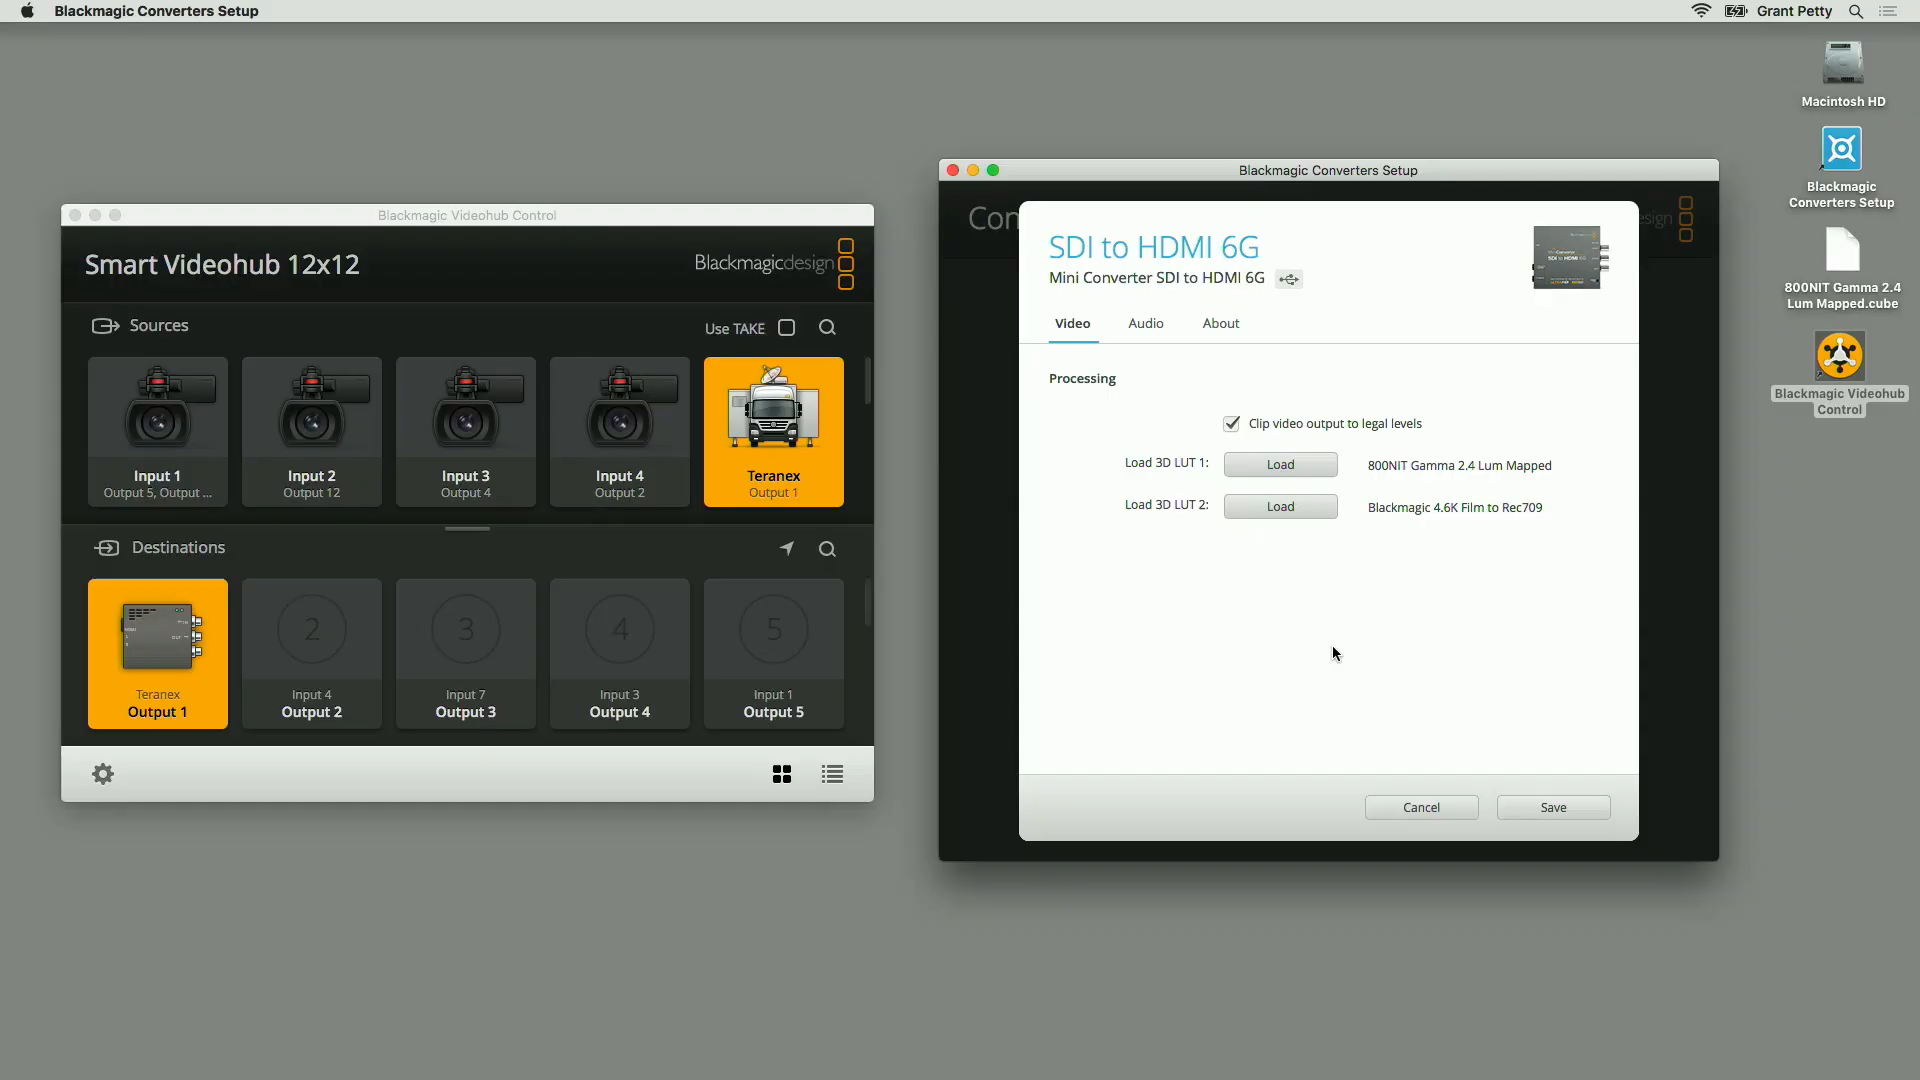 Blackmagic Converters Setup
Grant Petty
Macintosh HD
Blackmagic
Converters Setup
800NIT Gamma 2.4
Lum Mapped.cube
Blackmagic Videohub
Control
Blackmagic Videohub Control
Smart Videohub 12x12
Blackmagicdesign
Sources
Use TAKE
Input 1
Output 5, Output ...
Input 2
Output 12
Input 3
Output 4
Input 4
Output 2
Teranex
Output 1
Destinations
Teranex
Output 1
2
Input 4
Output 2
3
Input 7
Output 3
4
Input 3
Output 4
5
Input 1
Output 5
Blackmagic Converters Setup
Con
esign
SDI to HDMI 6G
Mini Converter SDI to HDMI 6G
SDI to HDMI 6G
Video
Audio
About
Processing
Clip video output to legal levels
Load 3D LUT 1:
Load
800NIT Gamma 2.4 Lum Mapped
Load 3D LUT 2:
Load
Blackmagic 4.6K Film to Rec709
Cancel
Save